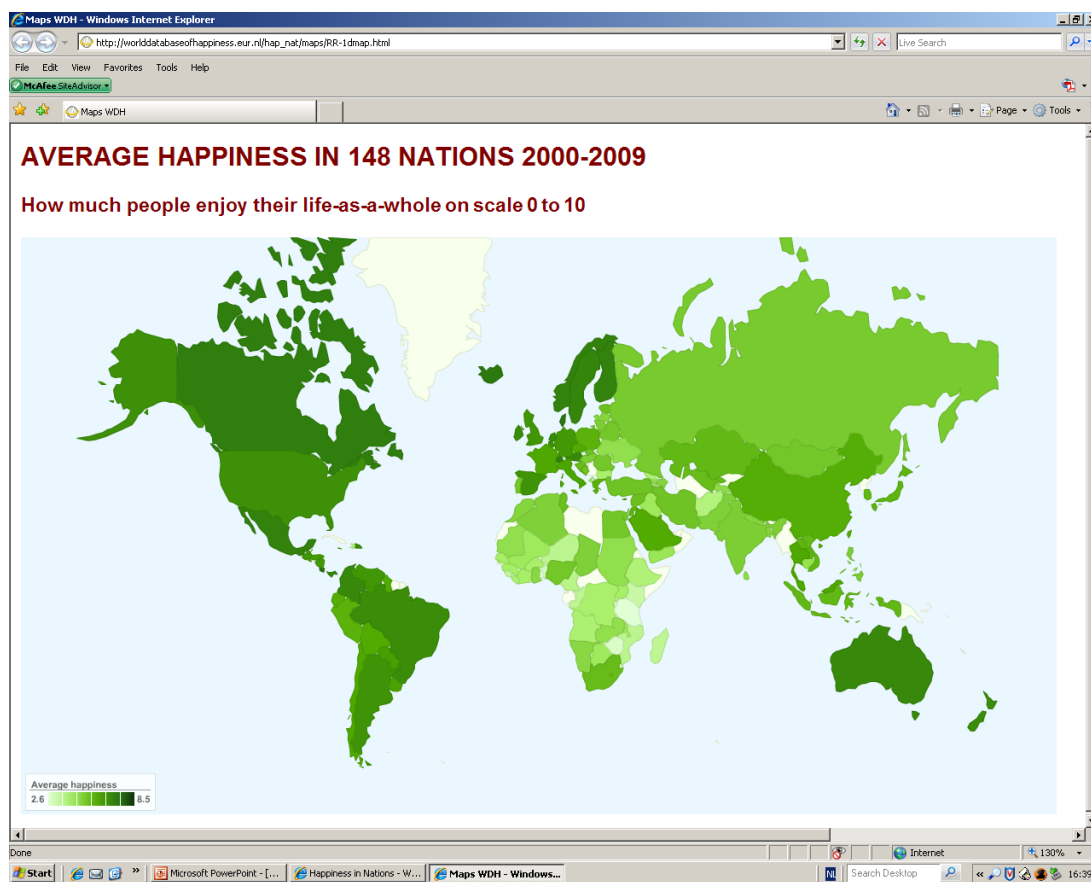 Maps WDH - Windows Internet Explorer
http://worlddatabaseofhappiness.eur.nl/hap_nat/maps/RR-1dmap.html
Live Search
File Edit View Favorites Tools Help
McAfee SiteAdvisor
Maps WDH
Page Tools
AVERAGE HAPPINESS IN 148 NATIONS 2000-2009
How much people enjoy their life-as-a-whole on scale 0 to 10
Average happiness
2.6 8.5
Done
Internet
130%
Start
»
Microsoft PowerPoint - [...
Happiness in Nations - W...
Maps WDH - Windows...
NL
Search Desktop
«